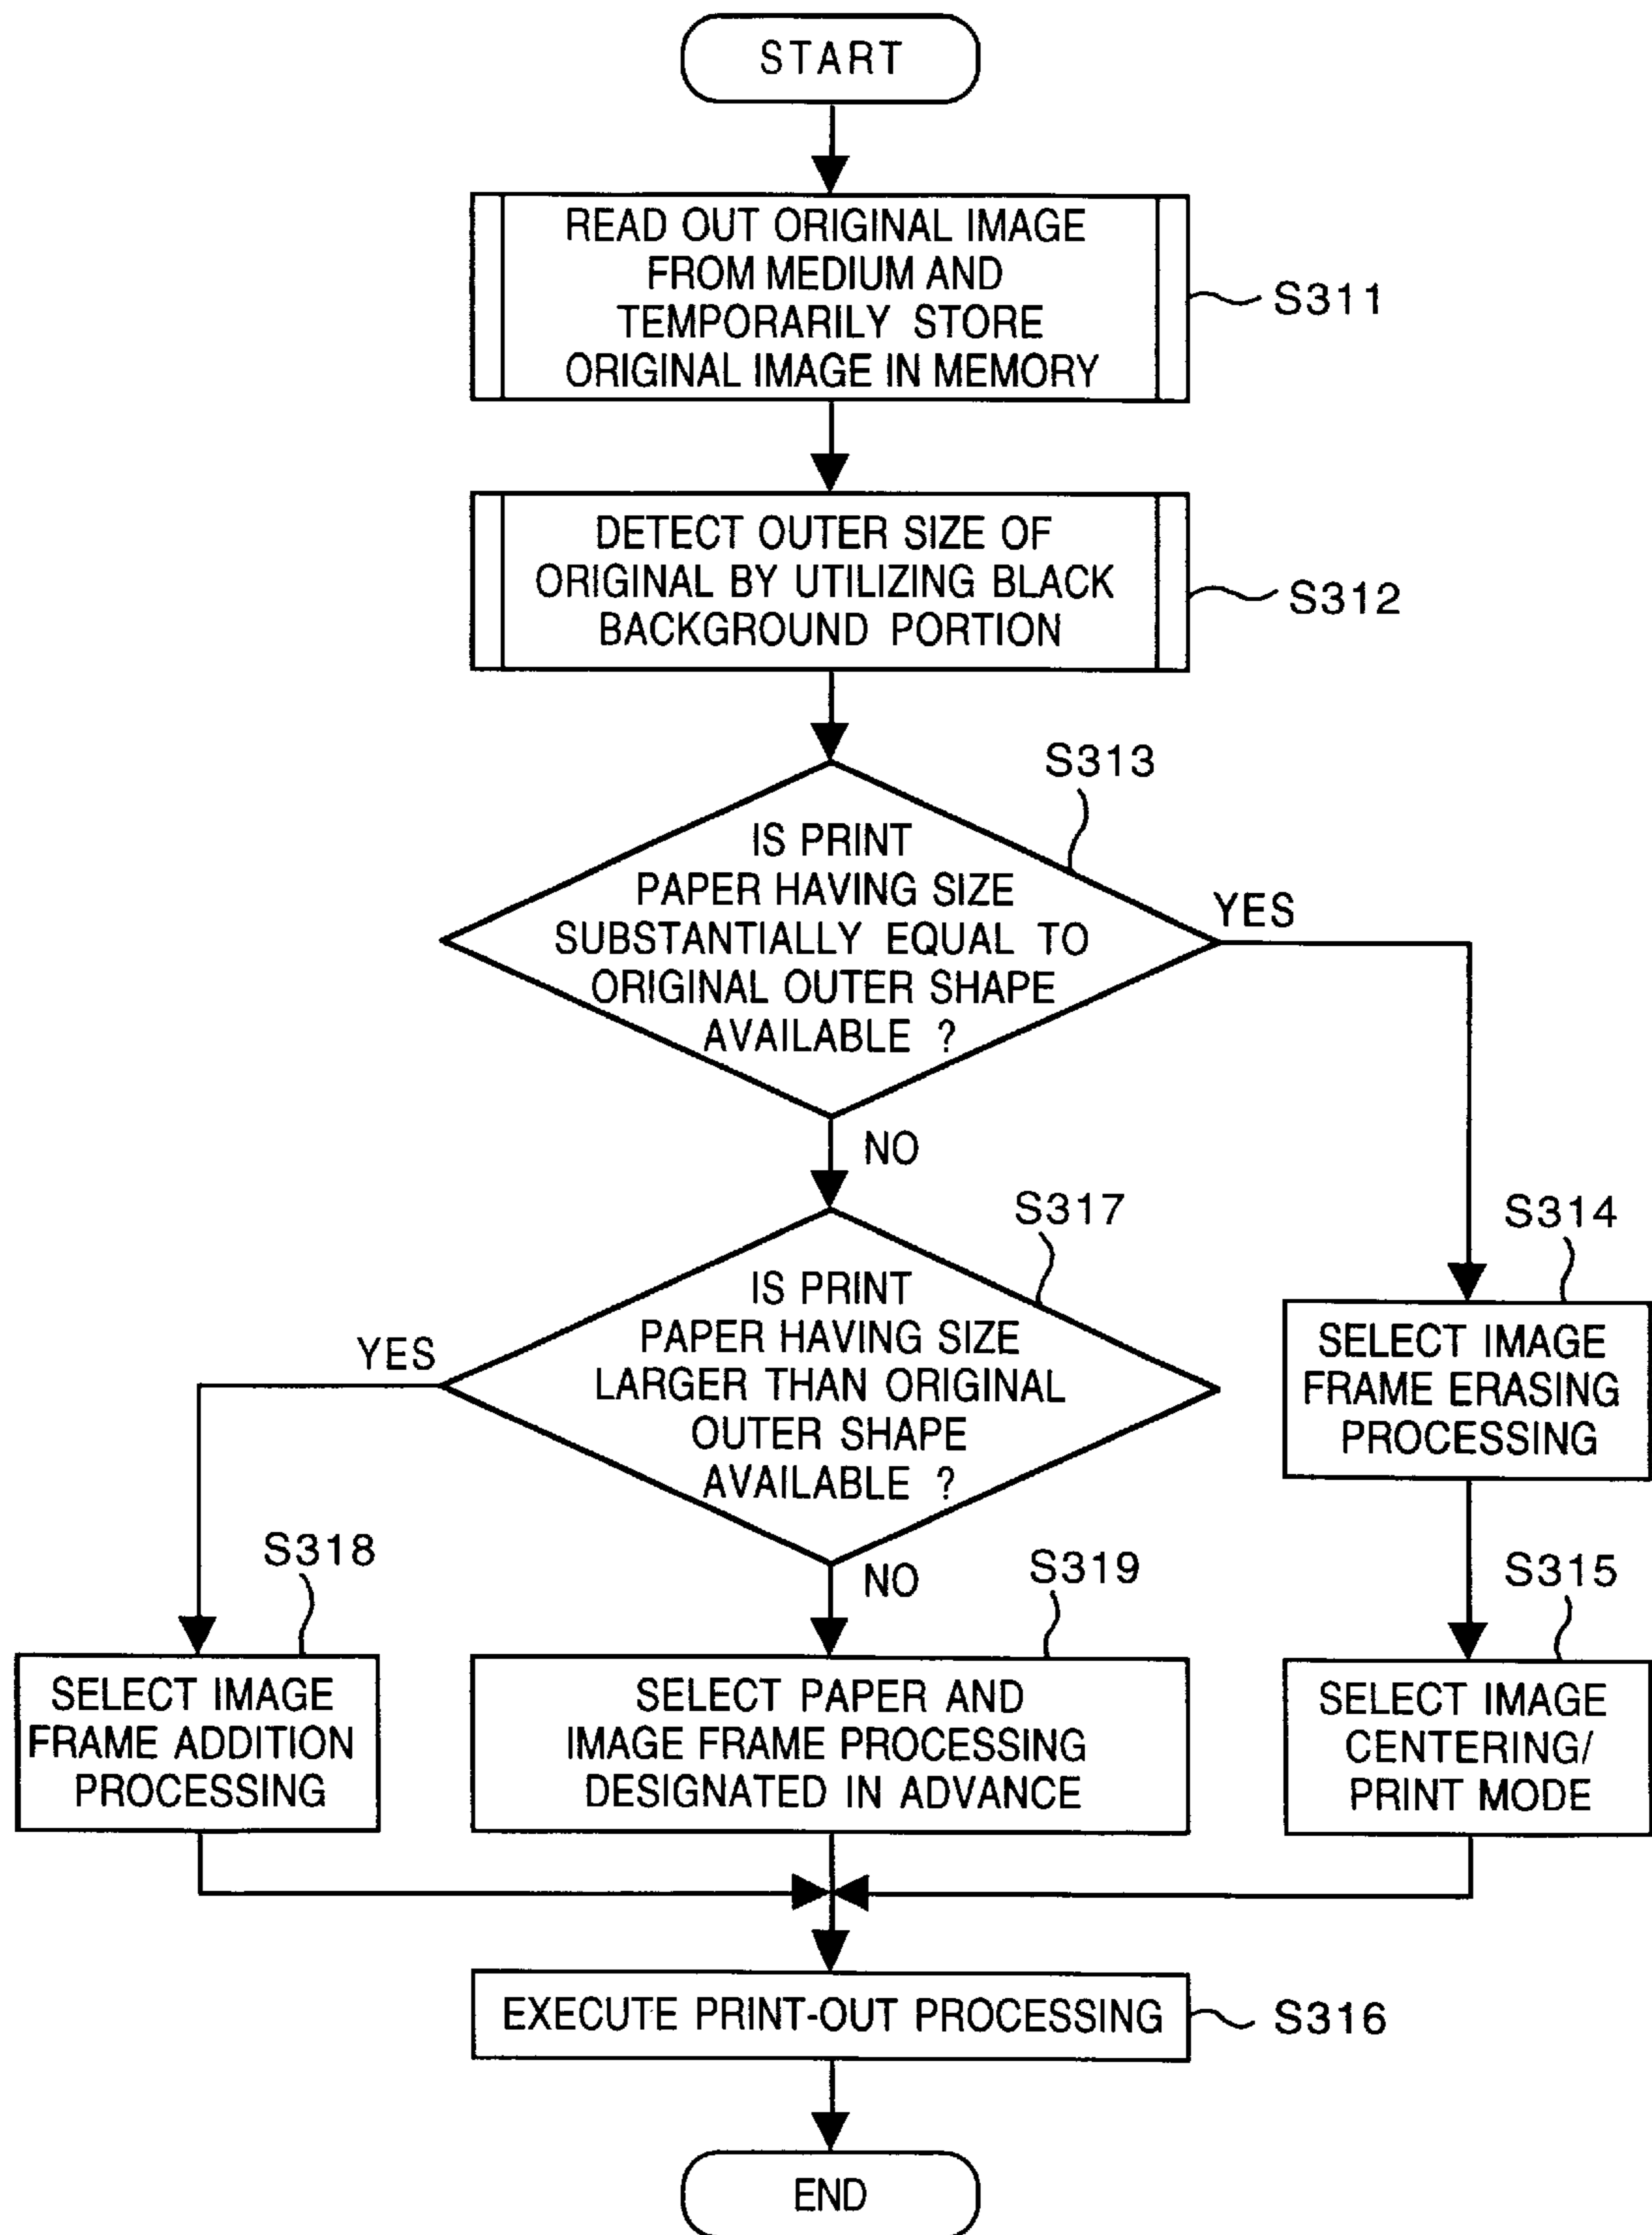 START
READ OUT ORIGINAL IMAGE
FROM MEDIUM AND
TEMPORARILY STORE
ORIGINAL IMAGE IN MEMORY
S311
DETECT OUTER SIZE OF
ORIGINAL BY UTILIZING BLACK
BACKGROUND PORTION
S312
S313
IS PRINT
PAPER HAVING SIZE
SUBSTANTIALLY EQUAL TO
ORIGINAL OUTER SHAPE
AVAILABLE ?
YES
NO
S317
IS PRINT
PAPER HAVING SIZE
LARGER THAN ORIGINAL
OUTER SHAPE
AVAILABLE ?
YES
NO
S314
SELECT IMAGE
FRAME ERASING
PROCESSING
S318
SELECT IMAGE
FRAME ADDITION
PROCESSING
S319
SELECT PAPER AND
IMAGE FRAME PROCESSING
DESIGNATED IN ADVANCE
S315
SELECT IMAGE
CENTERING/
PRINT MODE
EXECUTE PRINT-OUT PROCESSING
S316
END